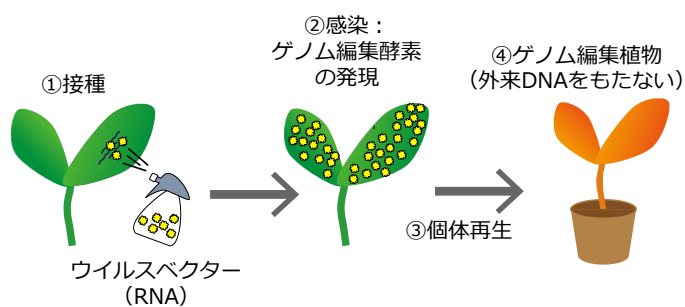 ①接種
ウイルスベクター
（RNA）
②感染：
ゲノム編集酵素
の発現
③個体再生
④ゲノム編集植物
（外来DNAをもたない）